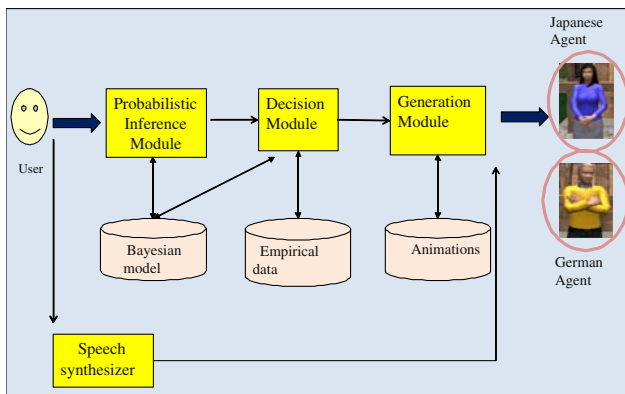 Japanese
Agent
Probabilistic
Inference
Module
Decision
Module
Generation
Module
User
Bayesian
model
Empirical
data
Animations
German
Agent
Speech
synthesizer